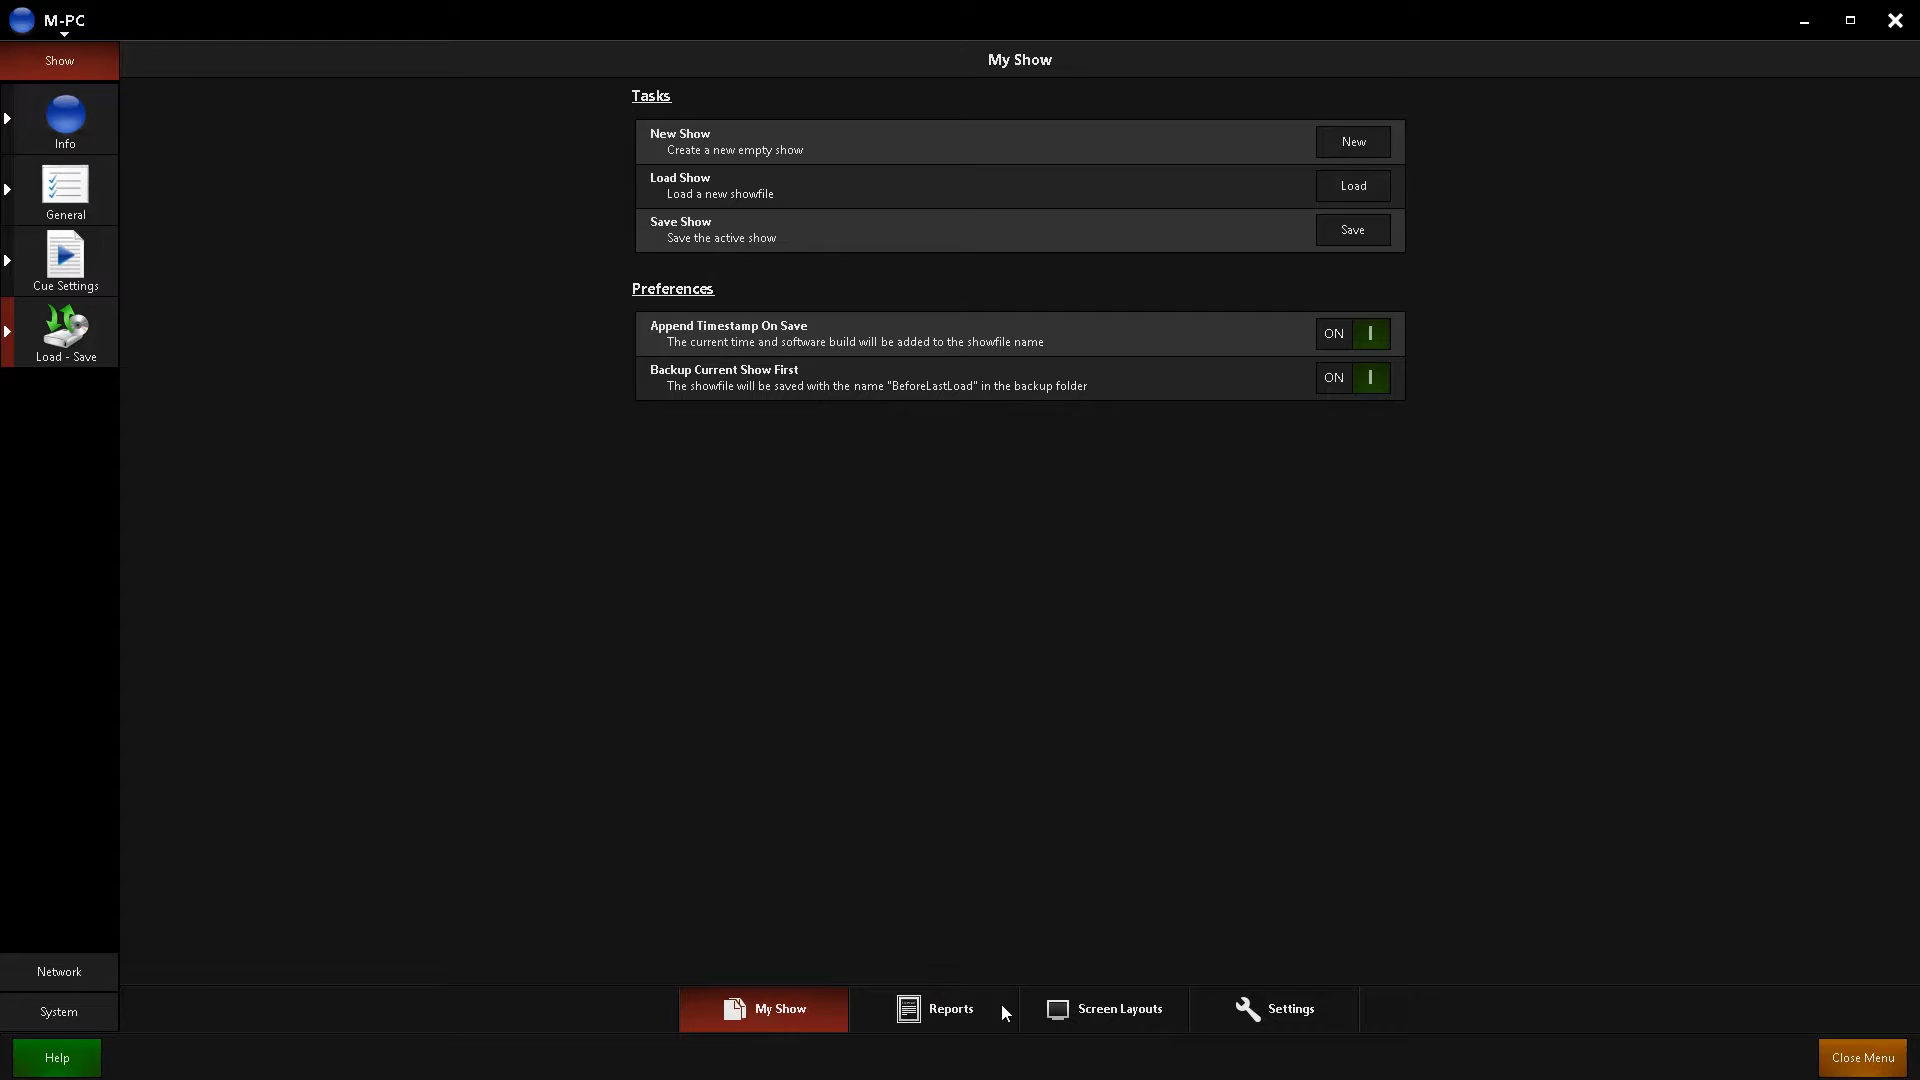 M-PC
Show
My Show
Info
General
Cue Settings
Load - Save
Tasks
New Show
Create a new empty show
New
Load Show
Load a new showfile
Load
Save Show
Save the active show
Save
Preferences
Append Timestamp On Save
The current time and software build will be added to the showfile name
ON
Backup Current Show First
The showfile will be saved with the name "BeforeLastLoad" in the backup folder
ON
Network
System
My Show
Reports
Screen Layouts
Settings
Help
Close Menu